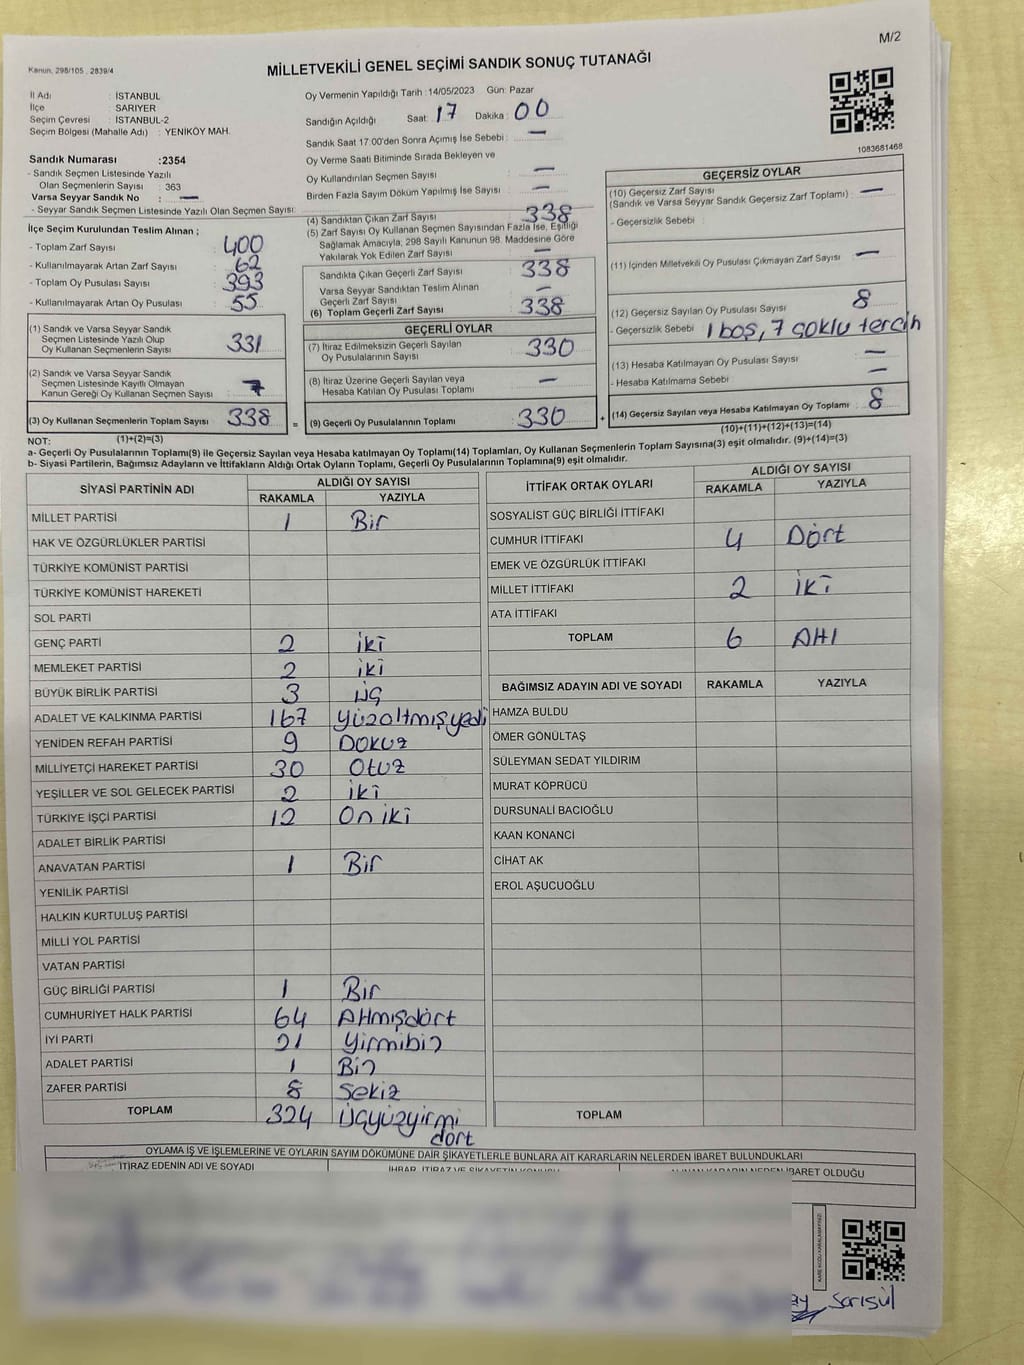 M/2
Kanun, 298/105 , 2839/4
MİLLETVEKİLİ GENEL SEÇİMİ SANDIK SONUÇ TUTANAĞI
İl Adı : İSTANBUL
İlçe : SARIYER
Seçim Çevresi : İSTANBUL-2
Seçim Bölgesi (Mahalle Adı) : YENİKÖY MAH.
Sandık Numarası :2354
- Sandık Seçmen Listesinde Yazılı
Olan Seçmenlerin Sayısı : 363
Varsa Seyyar Sandık No : —
- Seyyar Sandık Seçmen Listesinde Yazılı Olan Seçmen Sayısı:
İlçe Seçim Kurulundan Teslim Alınan ;
- Toplam Zarf Sayısı : 400
- Kullanılmayarak Artan Zarf Sayısı : 62
- Toplam Oy Pusulası Sayısı : 393
- Kullanılmayarak Artan Oy Pusulası : 55
(1) Sandık ve Varsa Seyyar Sandık
Seçmen Listesinde Yazılı Olup
Oy Kullanan Seçmenlerin Sayısı : 331
(2) Sandık ve Varsa Seyyar Sandık
Seçmen Listesinde Kayıtlı Olmayan
Kanun Gereği Oy Kullanan Seçmen Sayısı : 7
(3) Oy Kullanan Seçmenlerin Toplam Sayısı : 338
Oy Vermenin Yapıldığı Tarih :14/05/2023 Gün: Pazar
Sandığın Açıldığı Saat: 17 Dakika : 00
Sandık Saat 17:00'den Sonra Açımış İse Sebebi : —
Oy Verme Saati Bitiminde Sırada Bekleyen ve
Oy Kullandırılan Seçmen Sayısı : —
Birden Fazla Sayım Döküm Yapılmış İse Sayısı : —
(4) Sandıktan Çıkan Zarf Sayısı : 338
(5) Zarf Sayısı Oy Kullanan Seçmen Sayısından Fazla İse, Eşitliği
Sağlamak Amacıyla, 298 Sayılı Kanunun 98. Maddesine Göre
Yakılarak Yok Edilen Zarf Sayısı : —
Sandıkta Çıkan Geçerli Zarf Sayısı : 338
Varsa Seyyar Sandıktan Teslim Alınan
Geçerli Zarf Sayısı : —
(6) Toplam Geçerli Zarf Sayısı : 338
GEÇERLİ OYLAR
(7) İtiraz Edilmeksizin Geçerli Sayılan
Oy Pusulalarının Sayısı : 330
(8) İtiraz Üzerine Geçerli Sayılan veya
Hesaba Katılan Oy Pusulası Toplamı : —
= (9) Geçerli Oy Pusulalarının Toplamı : 330 +
1083681468
GEÇERSİZ OYLAR
(10) Geçersiz Zarf Sayısı
(Sandık ve Varsa Seyyar Sandık Geçersiz Zarf Toplamı) : —
- Geçersizlik Sebebi :
(11) İçinden Milletvekili Oy Pusulası Çıkmayan Zarf Sayısı : —
(12) Geçersiz Sayılan Oy Pusulası Sayısı : 8
- Geçersizlik Sebebi : 1 boş, 7 çoklu tercih
(13) Hesaba Katılmayan Oy Pusulası Sayısı : —
- Hesaba Katılmama Sebebi : —
(14) Geçersiz Sayılan veya Hesaba Katılmayan Oy Toplamı : 8
NOT: (1)+(2)=(3) (10)+(11)+(12)+(13)=(14)
a- Geçerli Oy Pusulaları Toplamı(9) ile Geçersiz Sayılan veya Hesaba katılmayan Oy Toplamı(14) Toplamları, Oy Kullanan Seçmenlerin Toplam Sayısına(3) eşit olmalıdır. (9)+(14)=(3)
b- Siyasi Partilerin, Bağımsız Adayların ve İttifakların Aldığı Ortak Oyların Toplamı, Geçerli Oy Pusulalarının Toplamına(9) eşit olmalıdır.
SİYASİ PARTİNİN ADI ALDIĞI OY SAYISI
RAKAMLA YAZIYLA
MİLLET PARTİSİ 1 Bir
HAK VE ÖZGÜRLÜKLER PARTİSİ
TÜRKİYE KOMÜNİST PARTİSİ
TÜRKİYE KOMÜNİST HAREKETİ
SOL PARTİ
GENÇ PARTİ 2 iki
MEMLEKET PARTİSİ 2 iki
BÜYÜK BİRLİK PARTİSİ 3 üç
ADALET VE KALKINMA PARTİSİ 167 yüzaltmışyedi
YENİDEN REFAH PARTİSİ 9 Dokuz
MİLLİYETÇİ HAREKET PARTİSİ 30 Otuz
YEŞİLLER VE SOL GELECEK PARTİSİ 2 iki
TÜRKİYE İŞÇİ PARTİSİ 12 On iki
ADALET BİRLİK PARTİSİ
ANAVATAN PARTİSİ 1 Bir
YENİLİK PARTİSİ
HALKIN KURTULUŞ PARTİSİ
MİLLİ YOL PARTİSİ
VATAN PARTİSİ
GÜÇ BİRLİĞİ PARTİSİ 1 Bir
CUMHURİYET HALK PARTİSİ 64 Altmışdört
İYİ PARTİ 21 Yirmibir
ADALET PARTİSİ 1 Bir
ZAFER PARTİSİ 8 Sekiz
TOPLAM 324 Üçyüzyirmi
dört
İTTİFAK ORTAK OYLARI ALDIĞI OY SAYISI
RAKAMLA YAZIYLA
SOSYALİST GÜÇ BİRLİĞİ İTTİFAKI
CUMHUR İTTİFAKI 4 Dört
EMEK VE ÖZGÜRLÜK İTTİFAKI
MİLLET İTTİFAKI 2 iki
ATA İTTİFAKI
TOPLAM 6 Altı
BAĞIMSIZ ADAYIN ADI VE SOYADI RAKAMLA YAZIYLA
HAMZA BULDU
ÖMER GÖNÜLTAŞ
SÜLEYMAN SEDAT YILDIRIM
MURAT KÖPRÜCÜ
DURSUNALİ BACIOĞLU
KAAN KONANCİ
CİHAT AK
EROL AŞUCUOĞLU
TOPLAM
OYLAMA İŞ VE İŞLEMLERİNE VE OYLARIN SAYIM DÖKÜMÜNE DAİR ŞİKAYETLERLE BUNLARA AİT KARARLARIN NELERDEN İBARET BULUNDUKLARI
İTİRAZ EDENİN ADI VE SOYADI İHBAR, İTİRAZ VE ŞİKAYETİN KONUSU ALINAN KARARIN NEDEN İBARET OLDUĞU
Sarıgül